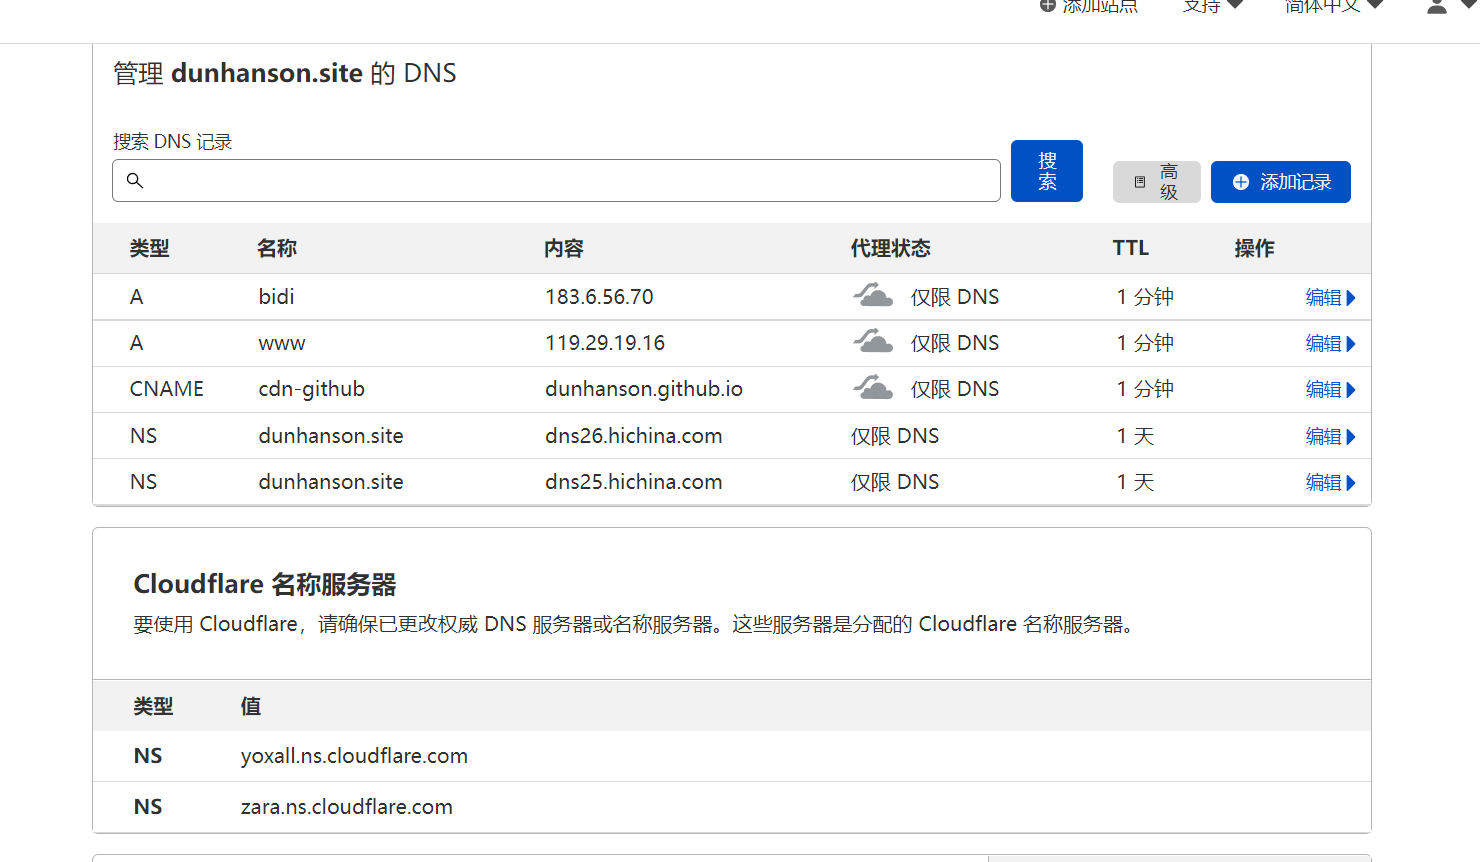 添加站点 支持 简体中文
管理 dunhanson.site 的 DNS
搜索 DNS 记录
搜索
高级
添加记录
类型 名称 内容 代理状态 TTL 操作
A bidi 183.6.56.70 仅限 DNS 1 分钟 编辑
A www 119.29.19.16 仅限 DNS 1 分钟 编辑
CNAME cdn-github dunhanson.github.io 仅限 DNS 1 分钟 编辑
NS dunhanson.site dns26.hichina.com 仅限 DNS 1 天 编辑
NS dunhanson.site dns25.hichina.com 仅限 DNS 1 天 编辑
Cloudflare 名称服务器
要使用 Cloudflare，请确保已更改权威 DNS 服务器或名称服务器。这些服务器是分配的 Cloudflare 名称服务器。
类型 值
NS yoxall.ns.cloudflare.com
NS zara.ns.cloudflare.com